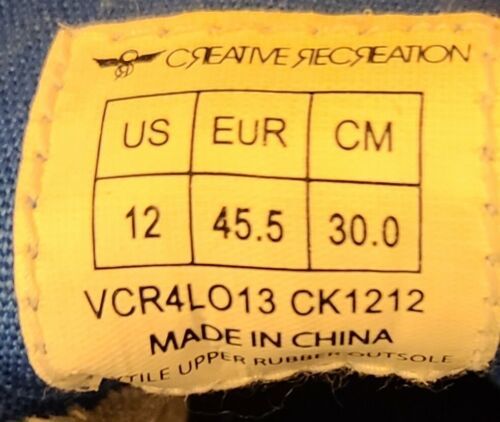 CREATIVE RECREATION
US EUR CM
12 45.5 30.0
VCR4LO13 CK1212
MADE IN CHINA
UPPER RUBBER OUTSOLE